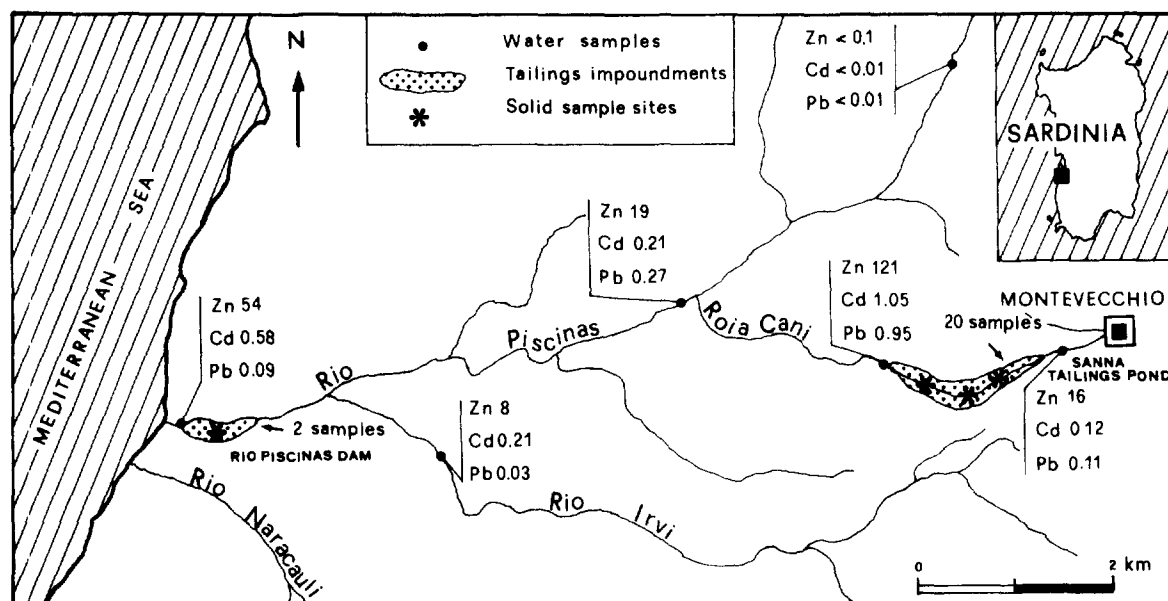 N
Water samples
Tailings impoundments
Solid sample sites
Zn < 0.1
Cd < 0.01
Pb < 0.01
SARDINIA
MEDITERRANEAN SEA
Zn 19
Cd 0.21
Pb 0.27
Zn 121
Cd 1.05
Pb 0.95
MONTEVECCHIO
20 samples
SANNA
TAILINGS POND
Roia Cani
Rio Piscinas
Zn 54
Cd 0.58
Pb 0.09
2 samples
RIO PISCINAS DAM
Zn 8
Cd 0.21
Pb 0.03
Zn 16
Cd 0.12
Pb 0.11
Rio Irvi
Rio Naracauli
0 2 km